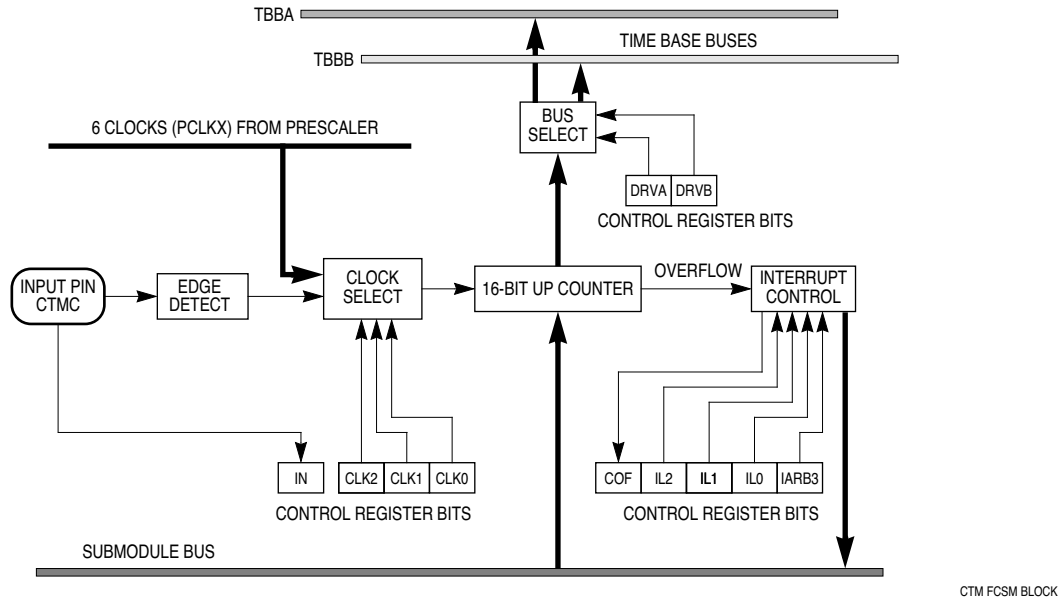 TBBA
TIME BASE BUSES
TBBB
BUS
SELECT
6 CLOCKS (PCLKX) FROM PRESCALER
DRVA DRVB
CONTROL REGISTER BITS
INPUT PIN
CTMC
EDGE
DETECT
CLOCK
SELECT
16-BIT UP COUNTER
OVERFLOW
INTERRUPT
CONTROL
IN
CLK2 CLK1 CLK0
CONTROL REGISTER BITS
COF IL2 IL1 IL0 IARB3
CONTROL REGISTER BITS
SUBMODULE BUS
CTM FCSM BLOCK